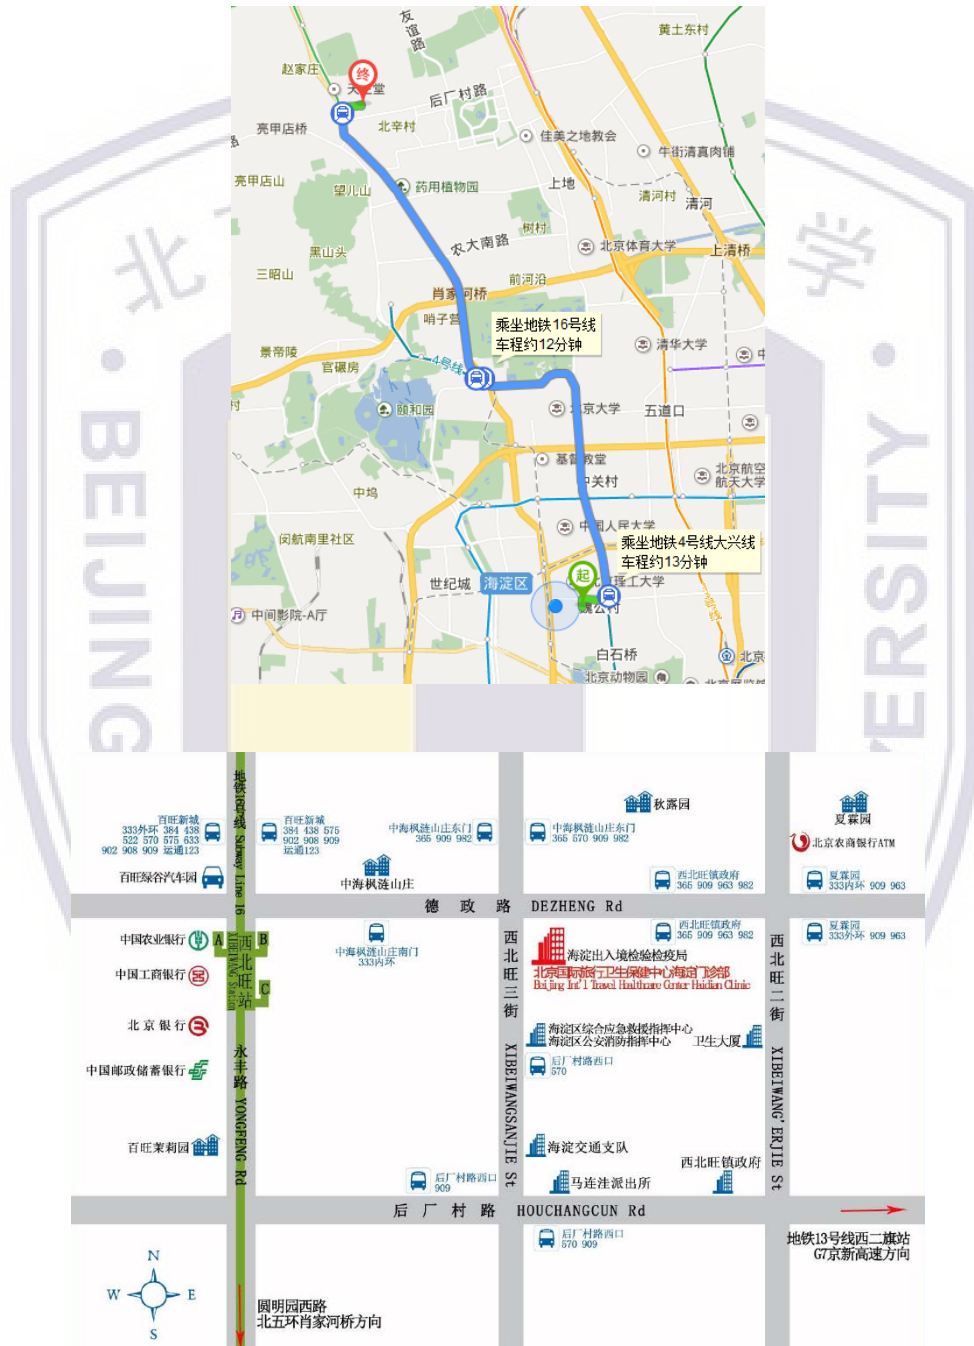 友谊路
黄土东村
赵家庄
终
后厂村路
亮甲店桥
北辛村
佳美之地教会
牛街清真肉铺
亮甲店山
望儿山
药用植物园
上地
清河村
清河
树村
农大南路
北京体育大学
上清桥
黑山头
三昭山
前河沿
肖家河桥
哨子营
乘坐地铁16号线
车程约12分钟
清华大学
景帝陵
官碾房
4号线
颐和园
北京大学
五道口
村
基督教堂
北京航空
航天大学
中关村
中坞
中国人民大学
闵航南里社区
乘坐地铁4号线大兴线
车程约13分钟
世纪城
海淀区
起
北京理工大学
魏公村
中间影院-A厅
白石桥
北京
北京动物园
北
学
BEIJING
UNIVERSITY
地铁16号线 Subway Line 16
百旺新城
333外环 384 438
522 570 575 633
902 908 909 运通123
百旺新城
384 438 575
902 908 909
运通123
中海枫涟山庄东门
365 909 982
中海枫涟山庄东门
365 570 909 982
秋露园
夏霖园
北京农商银行ATM
百旺绿谷汽车园
中海枫涟山庄
西北旺镇政府
365 909 963 982
夏霖园
333内环 909 963
德政路 DEZHENG Rd
中国农业银行
A
B
西北旺站
XIBEIWANG Station
C
中海枫涟山庄南门
333内环
西北旺三街 XIBEIWANGSANJIE St
海淀出入境检验检疫局
北京国际旅行卫生保健中心海淀门诊部
Beijing Int'l Travel Healthcare Center Haidian Clinic
西北旺镇政府
365 909 963 982
西北旺二街 XIBEIWANG'ERJIE St
夏霖园
333外环 909 963
中国工商银行
北京银行
中国邮政储蓄银行
永丰路 YONGFENG Rd
海淀区综合应急救援指挥中心
海淀区公安消防指挥中心
卫生大厦
后厂村路西口
570
百旺茉莉园
海淀交通支队
后厂村路西口
909
马连洼派出所
西北旺镇政府
后厂村路 HOUCHANGCUN Rd
后厂村路西口
570 909
地铁13号线西二旗站
G7京新高速方向
N
W
E
S
圆明园西路
北五环肖家河桥方向